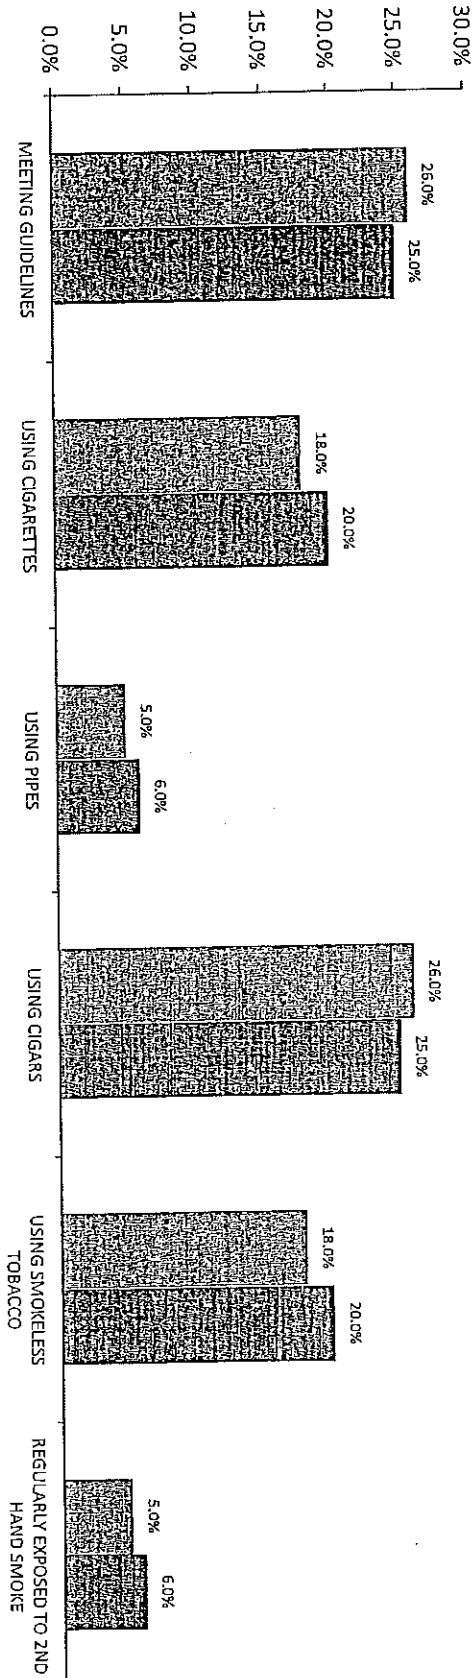 30.0%
25.0%
20.0%
15.0%
10.0%
5.0%
0.0%
26.0%
25.0%
MEETING GUIDELINES
18.0%
20.0%
USING CIGARETTES
5.0%
6.0%
USING PIPES
26.0%
25.0%
USING CIGARS
18.0%
20.0%
USING SMOKELESS
TOBACCO
5.0%
6.0%
REGULARLY EXPOSED TO 2ND
HAND SMOKE